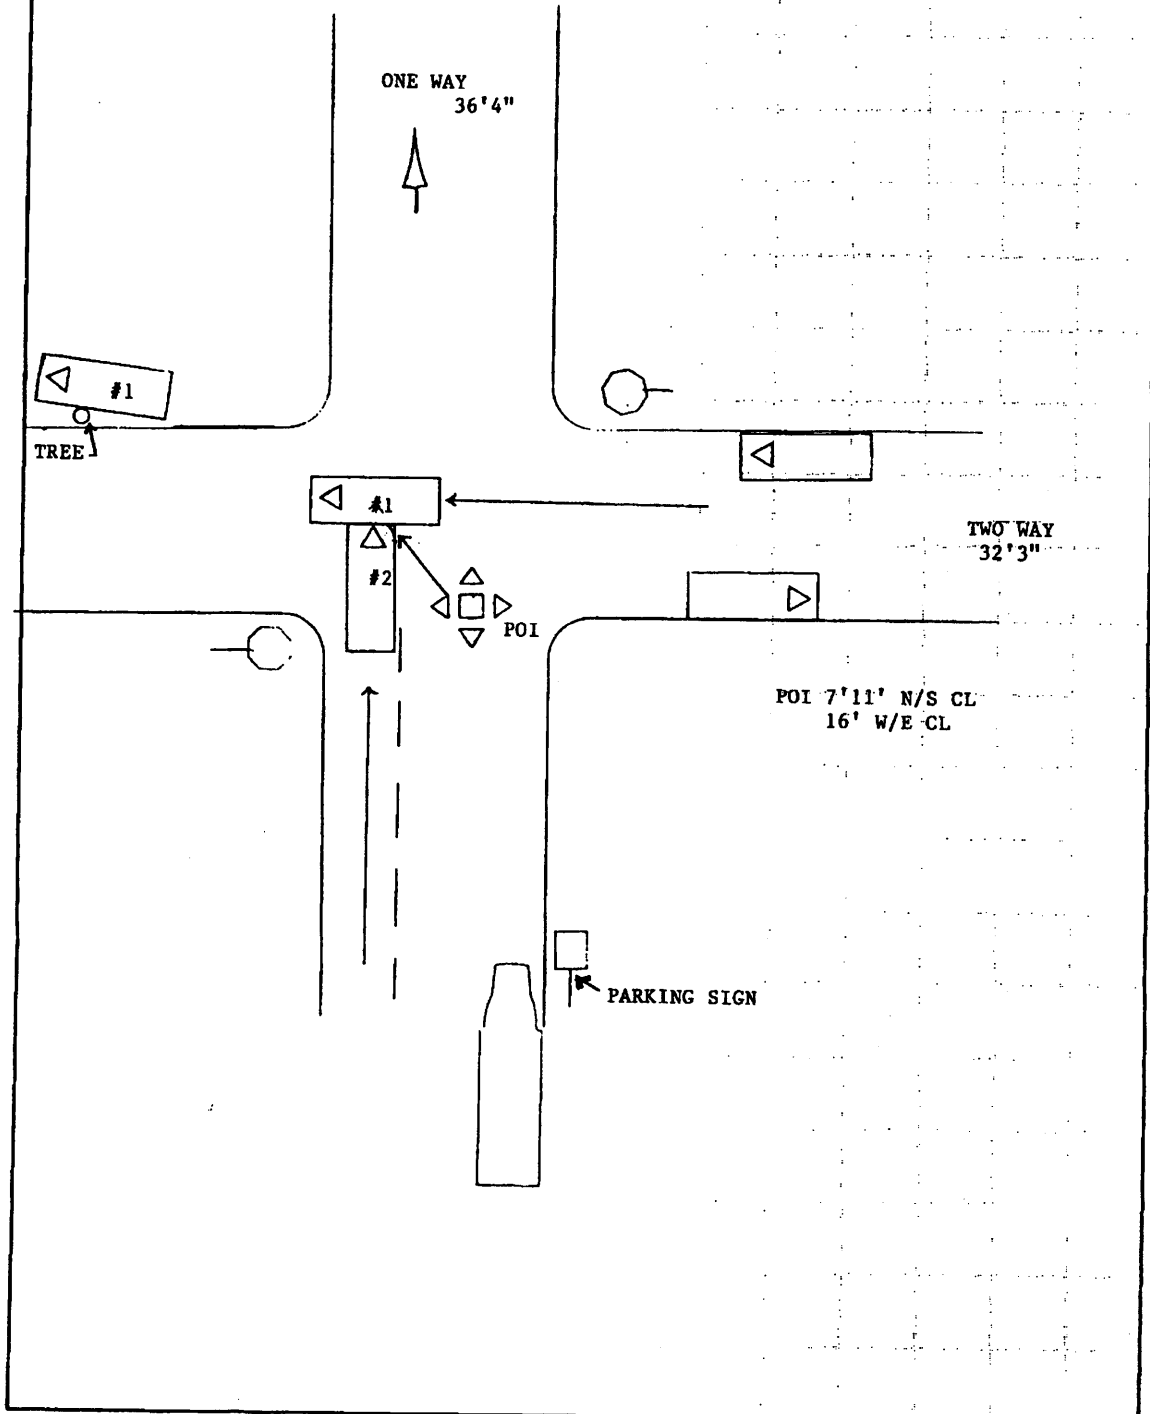 ONE WAY
36'4"
#1
TREE
#1
#2
POI
TWO WAY
32'3"
POI 7'11' N/S CL
16' W/E CL
PARKING SIGN